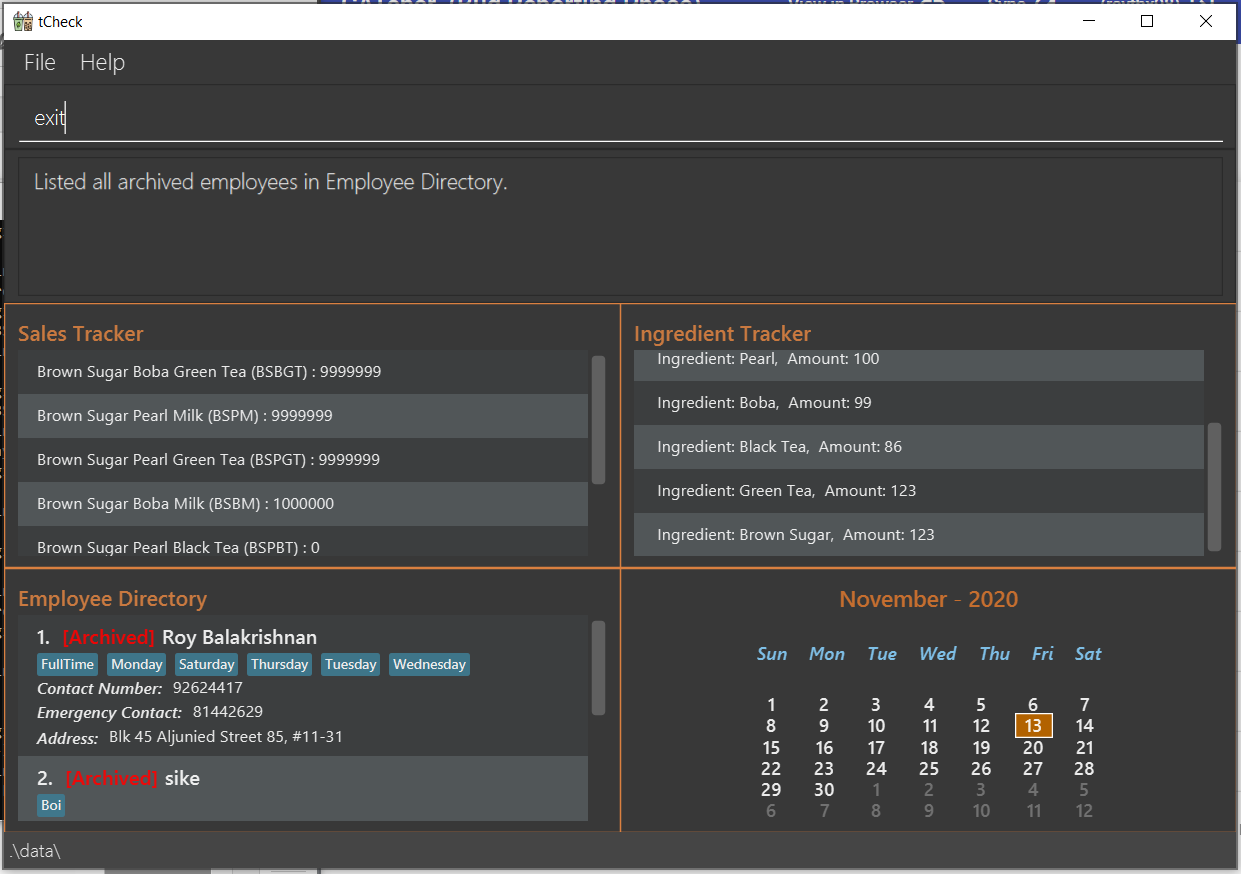 tCheck
File Help
exit
Listed all archived employees in Employee Directory.
Sales Tracker
Brown Sugar Boba Green Tea (BSBGT) : 9999999
Brown Sugar Pearl Milk (BSPM) : 9999999
Brown Sugar Pearl Green Tea (BSPGT) : 9999999
Brown Sugar Boba Milk (BSBM) : 1000000
Brown Sugar Pearl Black Tea (BSPBT) : 0
Ingredient Tracker
Ingredient: Pearl, Amount: 100
Ingredient: Boba, Amount: 99
Ingredient: Black Tea, Amount: 86
Ingredient: Green Tea, Amount: 123
Ingredient: Brown Sugar, Amount: 123
Employee Directory
1. [Archived] Roy Balakrishnan
FullTime Monday Saturday Thursday Tuesday Wednesday
Contact Number: 92624417
Emergency Contact: 81442629
Address: Blk 45 Aljunied Street 85, #11-31
2. [Archived] sike
Boi
November - 2020
Sun Mon Tue Wed Thu Fri Sat
1 2 3 4 5 6 7
8 9 10 11 12 13 14
15 16 17 18 19 20 21
22 23 24 25 26 27 28
29 30 1 2 3 4 5
6 7 8 9 10 11 12
.\data\